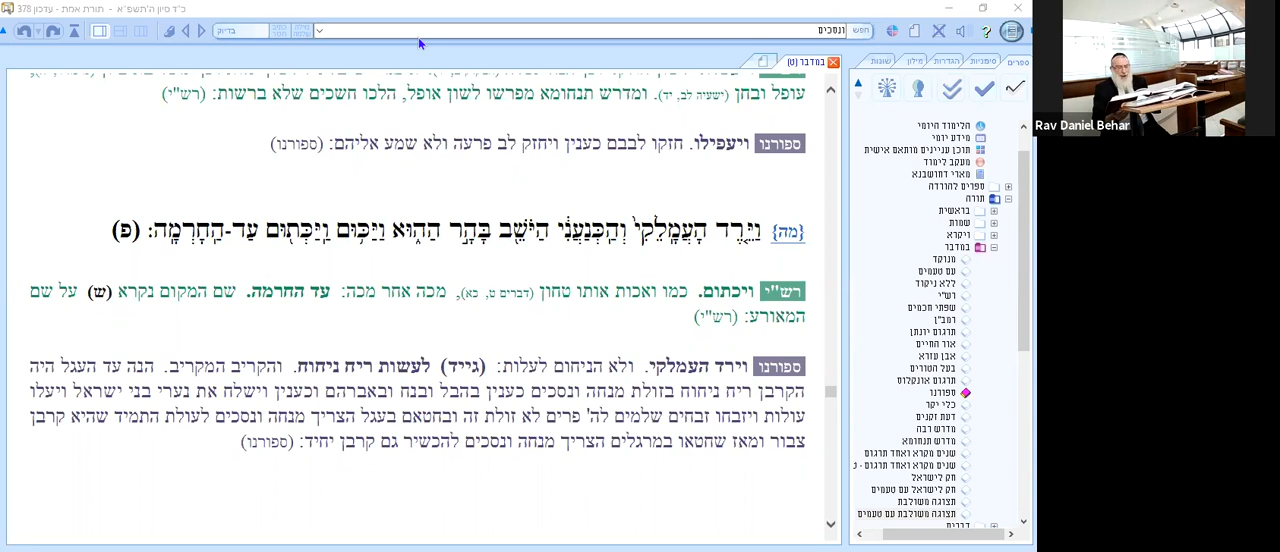 כ"ד סיון ה'תשפ"א - תורת אמת - עדכון 378
חפש
ונסכים
בדיוק
במדבר (ט)
ספרים
סימניות
הגדרות
מילון
שונות
עופל ובחן (ישעיה לב, יד). ומדרש תנחומא מפרשו לשון אופל, הלכו חשכים שלא ברשות: (רש"י)
ספורנו ויעפילו. חזקו לבבם כענין ויחזק לב פרעה ולא שמע אליהם: (ספורנו)
{מה} וַיֵּרֶד הָעֲמָלֵקִי וְהַכְּנַעֲנִי הַיֹּשֵׁב בָּהָר הַהוּא וַיַּכּוּם וַיַּכְּתוּם עַד-הַחָרְמָה: (פ)
רש"י ויכתום. כמו ואכות אותו טחון (דברים ט, כא), מכה אחר מכה: עד החרמה. שם המקום נקרא (ש) על שם
המאורע: (רש"י)
ספורנו וירד העמלקי. ולא הניחום לעלות: (גייד) לעשות ריח ניחוח. והקריב המקריב. הנה עד העגל היה
הקרבן ריח ניחוח בזולת מנחה ונסכים כענין בהבל ובנח ובאברהם וכענין וישלח את נערי בני ישראל ויעלו
עולות ויזבחו זבחים שלמים לה' פרים לא זולת זה ובחטאם בעגל הצריך מנחה ונסכים לעולת התמיד שהיא קרבן
צבור ומאז שחטאו במרגלים הצריך מנחה ונסכים להכשיר גם קרבן יחיד: (ספורנו)
הלימוד היומי
מידע יומי
תוכן עניינים מותאם אישית
מעקב לימוד
מארי דחושבנא
ספרים להורדה
תורה
בראשית
שמות
ויקרא
במדבר
מנוקד
עם טעמים
ללא ניקוד
רש"י
שפתי חכמים
רמב"ן
תרגום יונתן
אור החיים
אבן עזרא
בעל הטורים
תרגום אונקלוס
ספורנו
כלי יקר
דעת זקנים
מדרש רבה
מדרש תנחומא
שנים מקרא ואחד תרגום
שנים מקרא ואחד תרגום - כ
חק לישראל
חק לישראל עם טעמים
תצוגה משולבת
תצוגה משולבת עם טעמים
דברים
Rav Daniel Behar